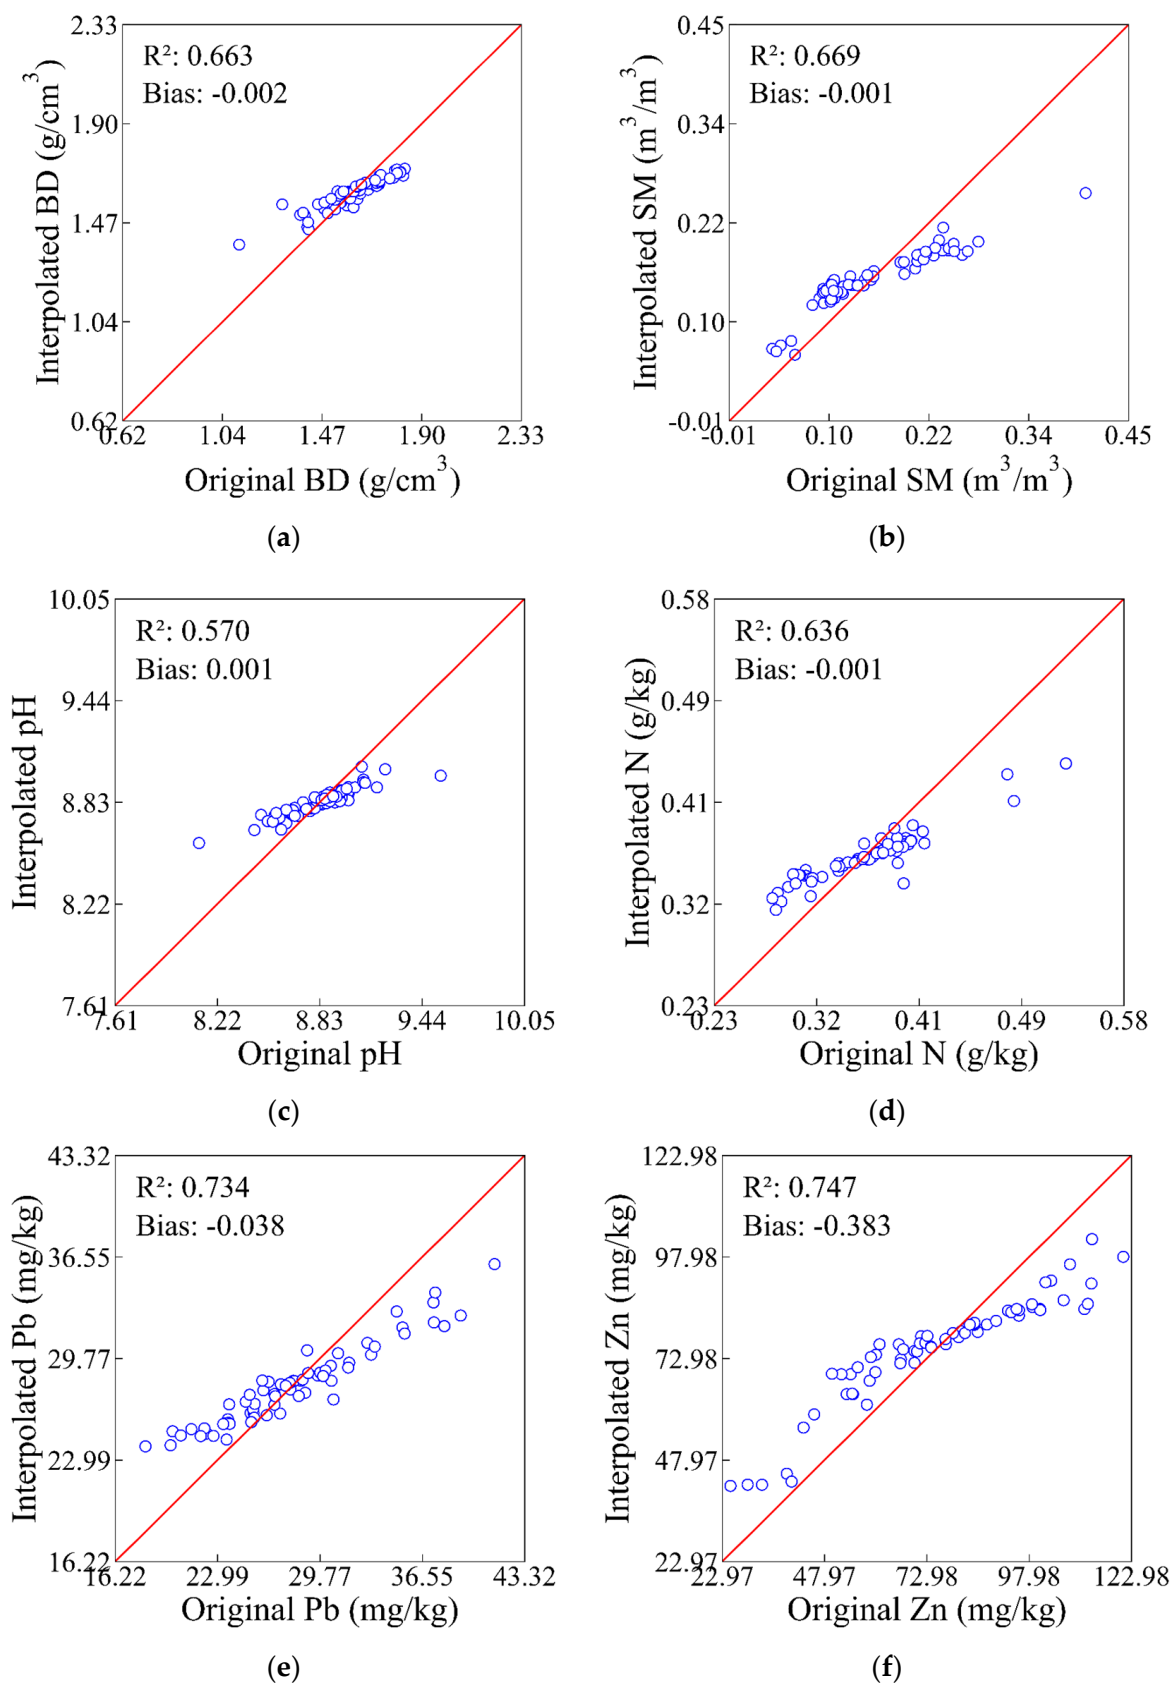 2.33
R²: 0.663
Bias: -0.002
1.90
1.47
1.04
0.62
Interpolated BD (g/cm³)
0.62 1.04 1.47 1.90 2.33
Original BD (g/cm³)
(a)
0.45
R²: 0.669
Bias: -0.001
0.34
0.22
0.10
-0.01
Interpolated SM (m³/m³)
-0.01 0.10 0.22 0.34 0.45
Original SM (m³/m³)
(b)
10.05
R²: 0.570
Bias: 0.001
9.44
8.83
8.22
7.61
Interpolated pH
7.61 8.22 8.83 9.44 10.05
Original pH
(c)
0.58
R²: 0.636
Bias: -0.001
0.49
0.41
0.32
0.23
Interpolated N (g/kg)
0.23 0.32 0.41 0.49 0.58
Original N (g/kg)
(d)
43.32
R²: 0.734
Bias: -0.038
36.55
29.77
22.99
16.22
Interpolated Pb (mg/kg)
16.22 22.99 29.77 36.55 43.32
Original Pb (mg/kg)
(e)
122.98
R²: 0.747
Bias: -0.383
97.98
72.98
47.97
22.97
Interpolated Zn (mg/kg)
22.97 47.97 72.98 97.98 122.98
Original Zn (mg/kg)
(f)